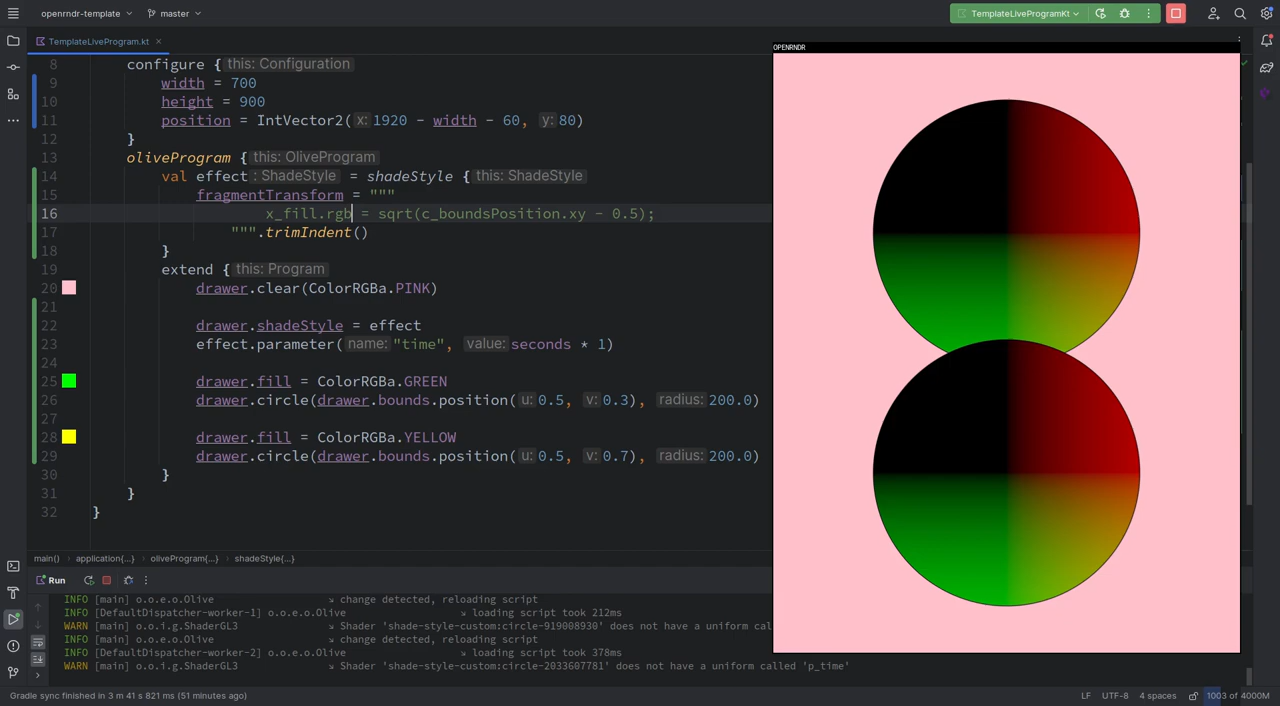 openrndr-template
master
TemplateLiveProgramKt
TemplateLiveProgram.kt
OPENRNDR
8 configure { this: Configuration
9 width = 700
10 height = 900
11 position = IntVector2( x: 1920 - width - 60, y: 80)
12 }
13 oliveProgram { this: OliveProgram
14 val effect : ShadeStyle = shadeStyle { this: ShadeStyle
15 fragmentTransform = """
16 x_fill.rgb = sqrt(c_boundsPosition.xy - 0.5);
17 """.trimIndent()
18 }
19 extend { this: Program
20 drawer.clear(ColorRGBa.PINK)
21
22 drawer.shadeStyle = effect
23 effect.parameter( name: "time", value: seconds * 1)
24
25 drawer.fill = ColorRGBa.GREEN
26 drawer.circle(drawer.bounds.position( u: 0.5, v: 0.3), radius: 200.0)
27
28 drawer.fill = ColorRGBa.YELLOW
29 drawer.circle(drawer.bounds.position( u: 0.5, v: 0.7), radius: 200.0)
30 }
31 }
32 }
main() › application{...} › oliveProgram{...} › shadeStyle{...}
Run
INFO [main] o.o.e.o.Olive ↘ change detected, reloading script
INFO [DefaultDispatcher-worker-1] o.o.e.o.Olive ↘ loading script took 212ms
WARN [main] o.o.i.g.ShaderGL3 ↘ Shader 'shade-style-custom:circle-919008930' does not have a uniform cal
INFO [main] o.o.e.o.Olive ↘ change detected, reloading script
INFO [DefaultDispatcher-worker-2] o.o.e.o.Olive ↘ loading script took 378ms
WARN [main] o.o.i.g.ShaderGL3 ↘ Shader 'shade-style-custom:circle-2033607781' does not have a uniform called 'p_time'
Gradle sync finished in 3 m 41 s 821 ms (51 minutes ago)
LF UTF-8 4 spaces 1003 of 4000M